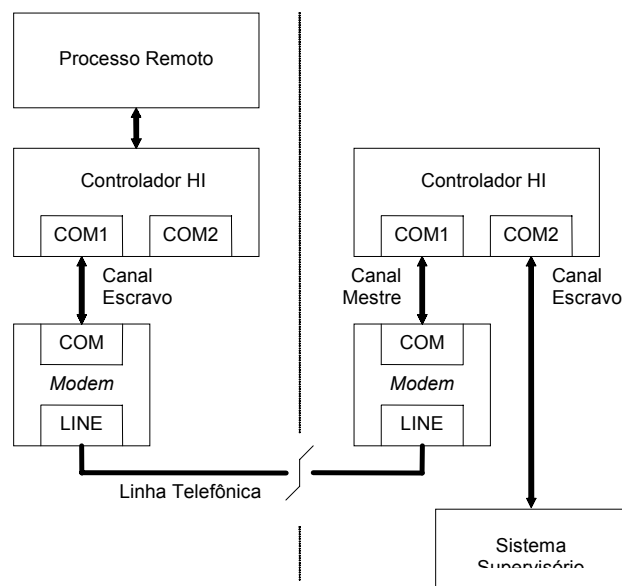 Processo Remoto
Controlador HI
COM1
COM2
Canal
Escravo
COM
Modem
LINE
Linha Telefônica
Controlador HI
COM1
COM2
Canal
Mestre
Canal
Escravo
COM
Modem
LINE
Sistema
Supervisório